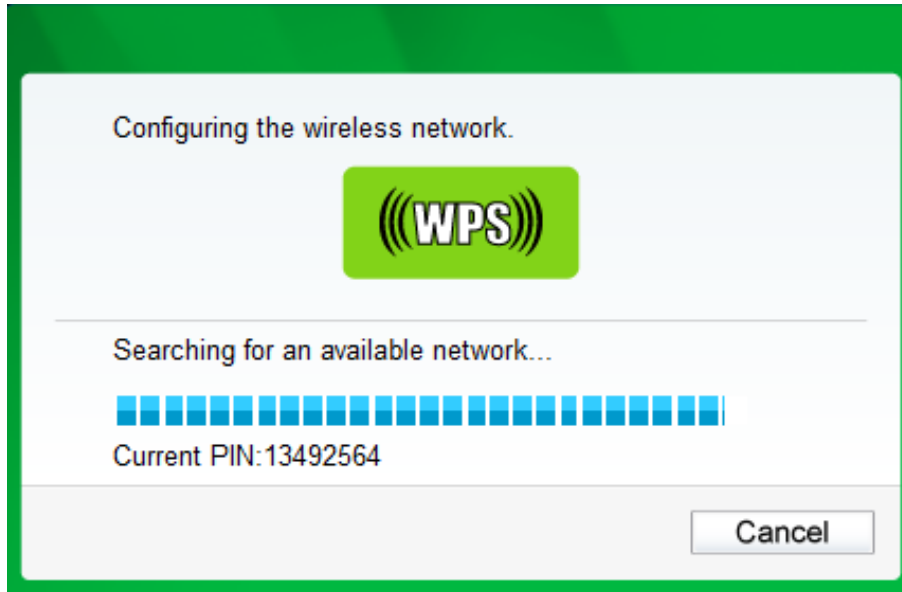 Configuring the wireless network.
(((WPS)))
Searching for an available network...
Current PIN:13492564
Cancel